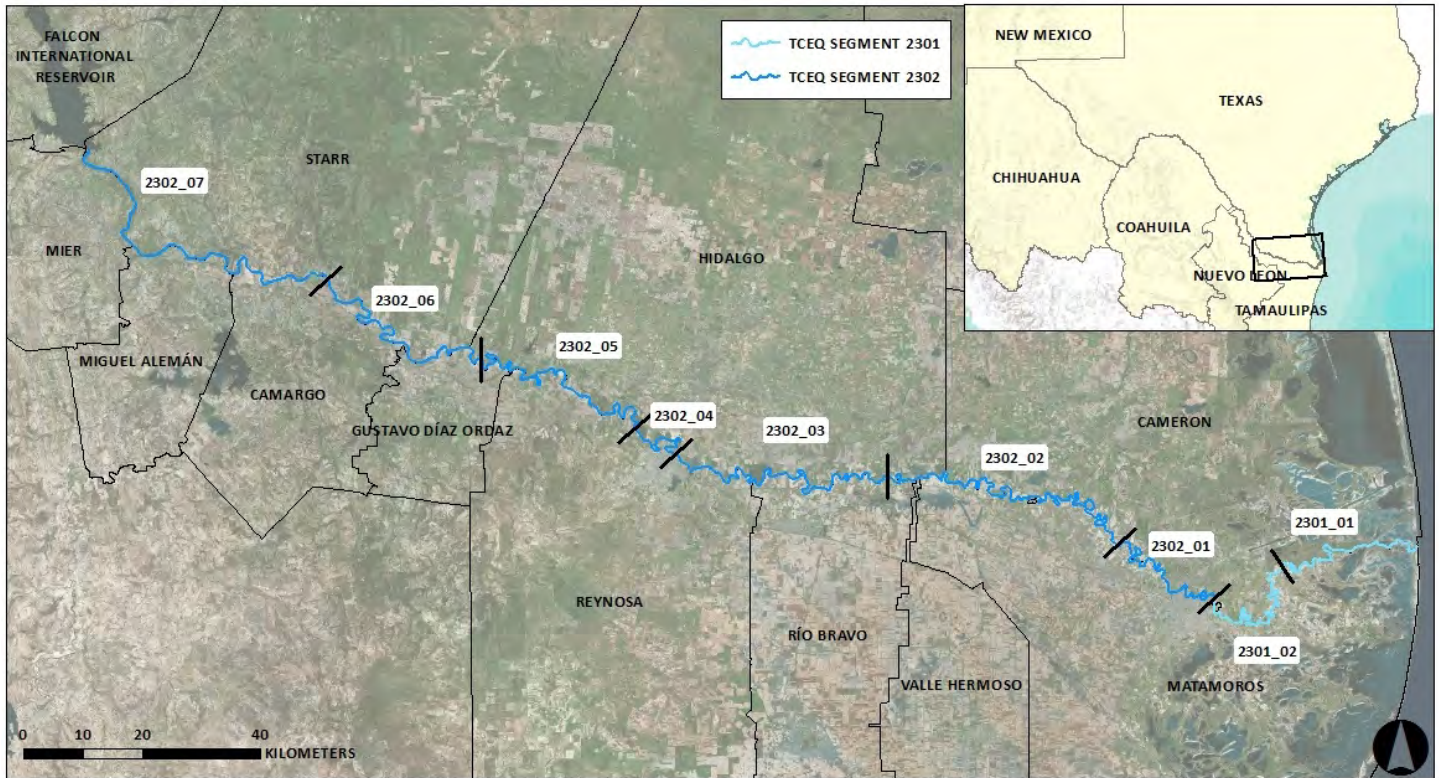 FALCON
INTERNATIONAL
RESERVOIR
TCEQ SEGMENT 2301
TCEQ SEGMENT 2302
NEW MEXICO
TEXAS
CHIHUAHUA
COAHUILA
NUEVO LEON
TAMAULIPAS
STARR
2302_07
MIER
HIDALGO
2302_06
2302_05
MIGUEL ALEMÁN
CAMARGO
GUSTAVO DÍAZ ORDAZ
2302_04
2302_03
CAMERON
2302_02
2301_01
2302_01
REYNOSA
RÍO BRAVO
2301_02
VALLE HERMOSO
MATAMOROS
0 10 20 40
KILOMETERS